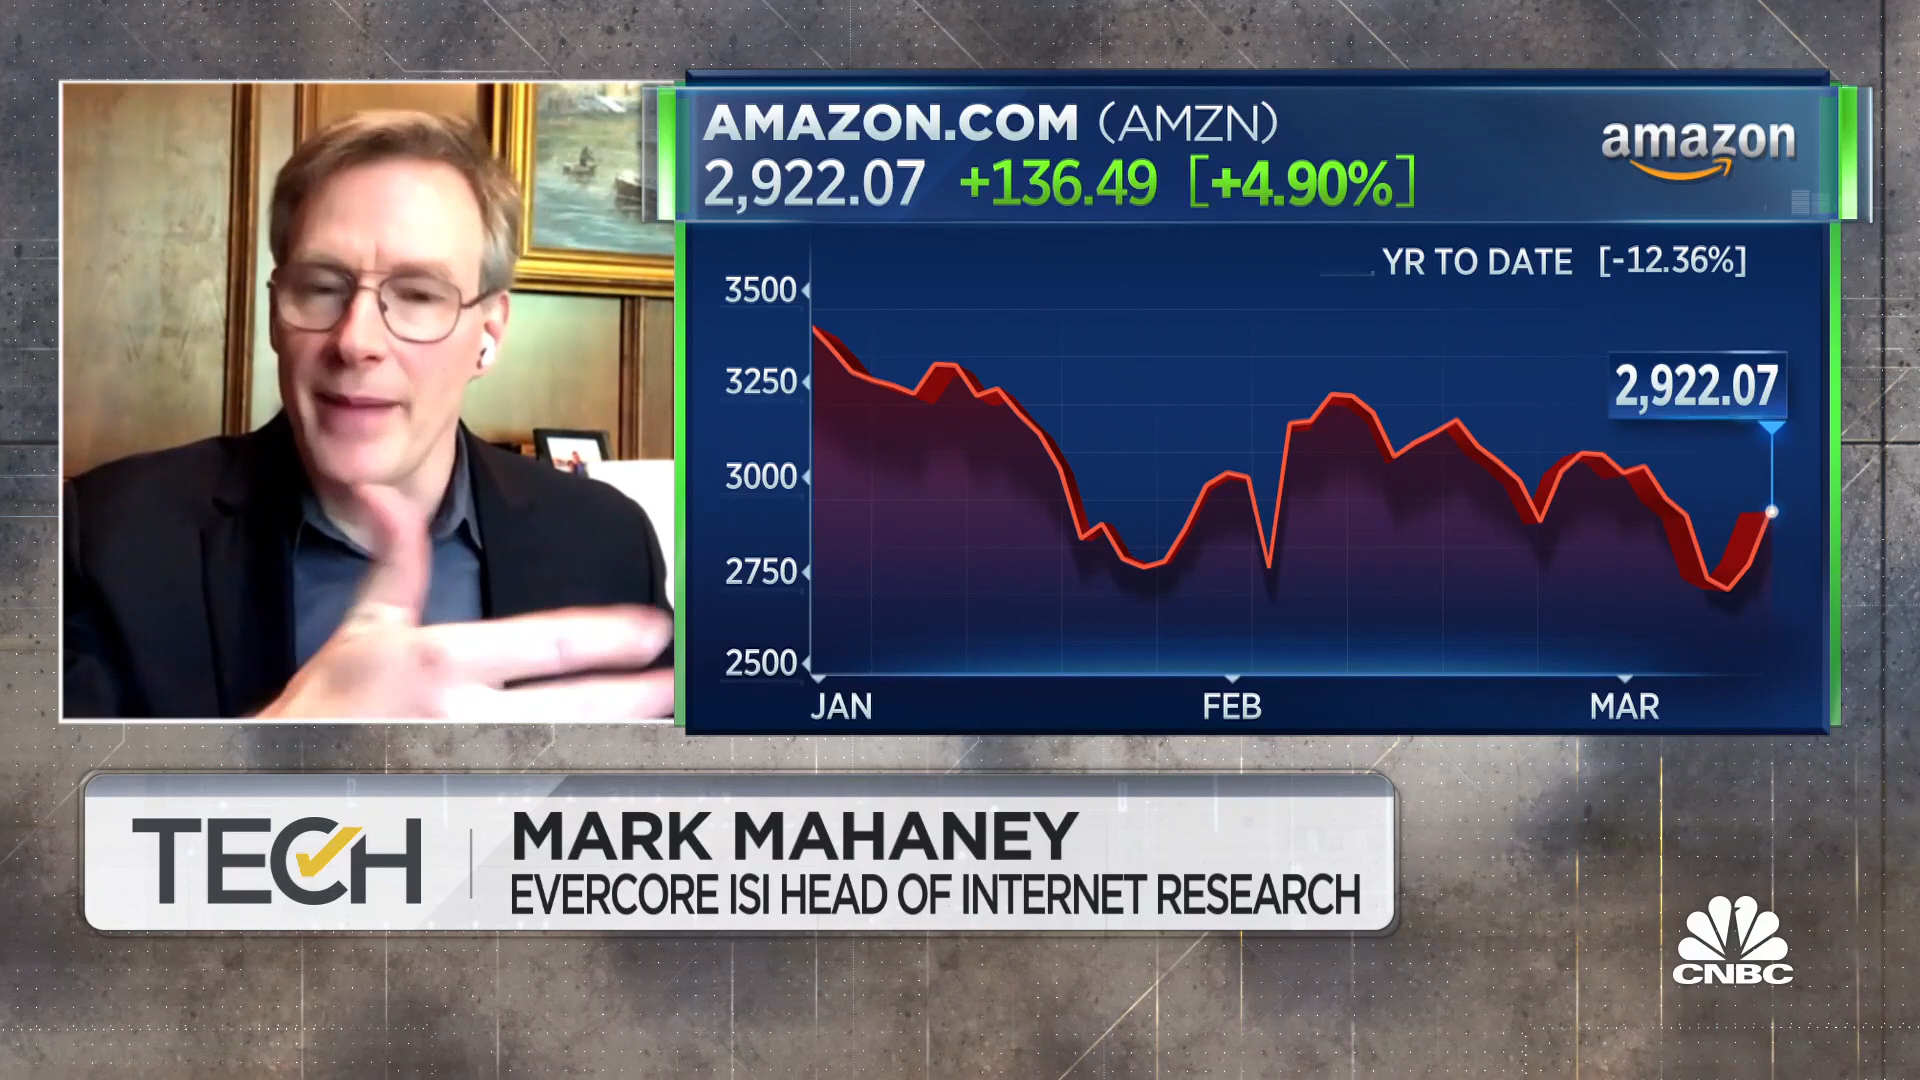 AMAZON.COM (AMZN)
2,922.07 +136.49 [+4.90%]
amazon
YR TO DATE [-12.36%]
3500
3250
3000
2750
2500
2,922.07
JAN FEB MAR
TECH
MARK MAHANEY
EVERCORE ISI HEAD OF INTERNET RESEARCH
CNBC